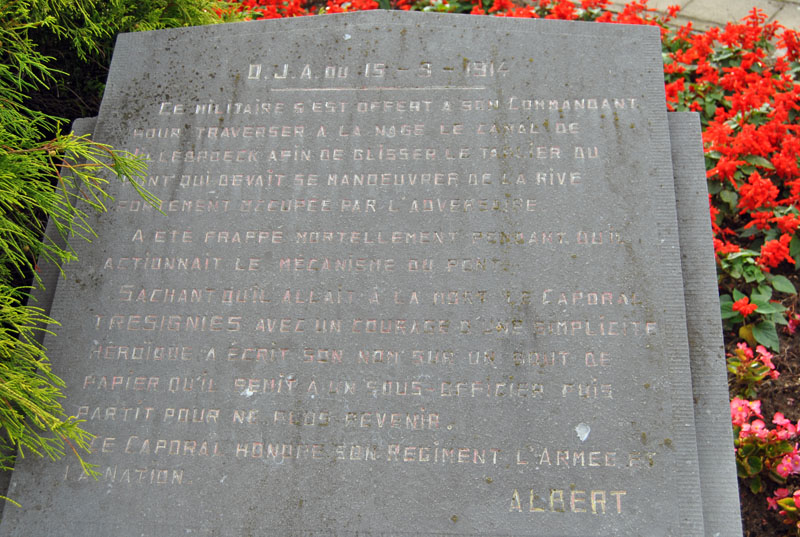 O.J.A. DU 15 - 9 - 1914
CE MILITAIRE S'EST OFFERT A SON COMMANDANT
POUR TRAVERSER A LA NAGE LE CANAL DE
WILLEBROECK AFIN DE GLISSER LE TABLIER DU
PONT QUI DEVAIT SE MANOEUVRER DE LA RIVE
FORTEMENT OCCUPÉE PAR L'ADVERSAIRE.
A ÉTÉ FRAPPÉ MORTELLEMENT PENDANT QU'IL
ACTIONNAIT LE MÉCANISME DU PONT.
SACHANT QU'IL ALLAIT À LA MORT LE CAPORAL
TRESIGNIES AVEC UN COURAGE D'UNE SIMPLICITÉ
HÉROÏQUE A ÉCRIT SON NOM SUR UN BOUT DE
PAPIER QU'IL REMIT A UN SOUS-OFFICIER PUIS
PARTIT POUR NE PLUS REVENIR.
CE CAPORAL HONORE SON RÉGIMENT L'ARMÉE ET
LA NATION.
ALBERT